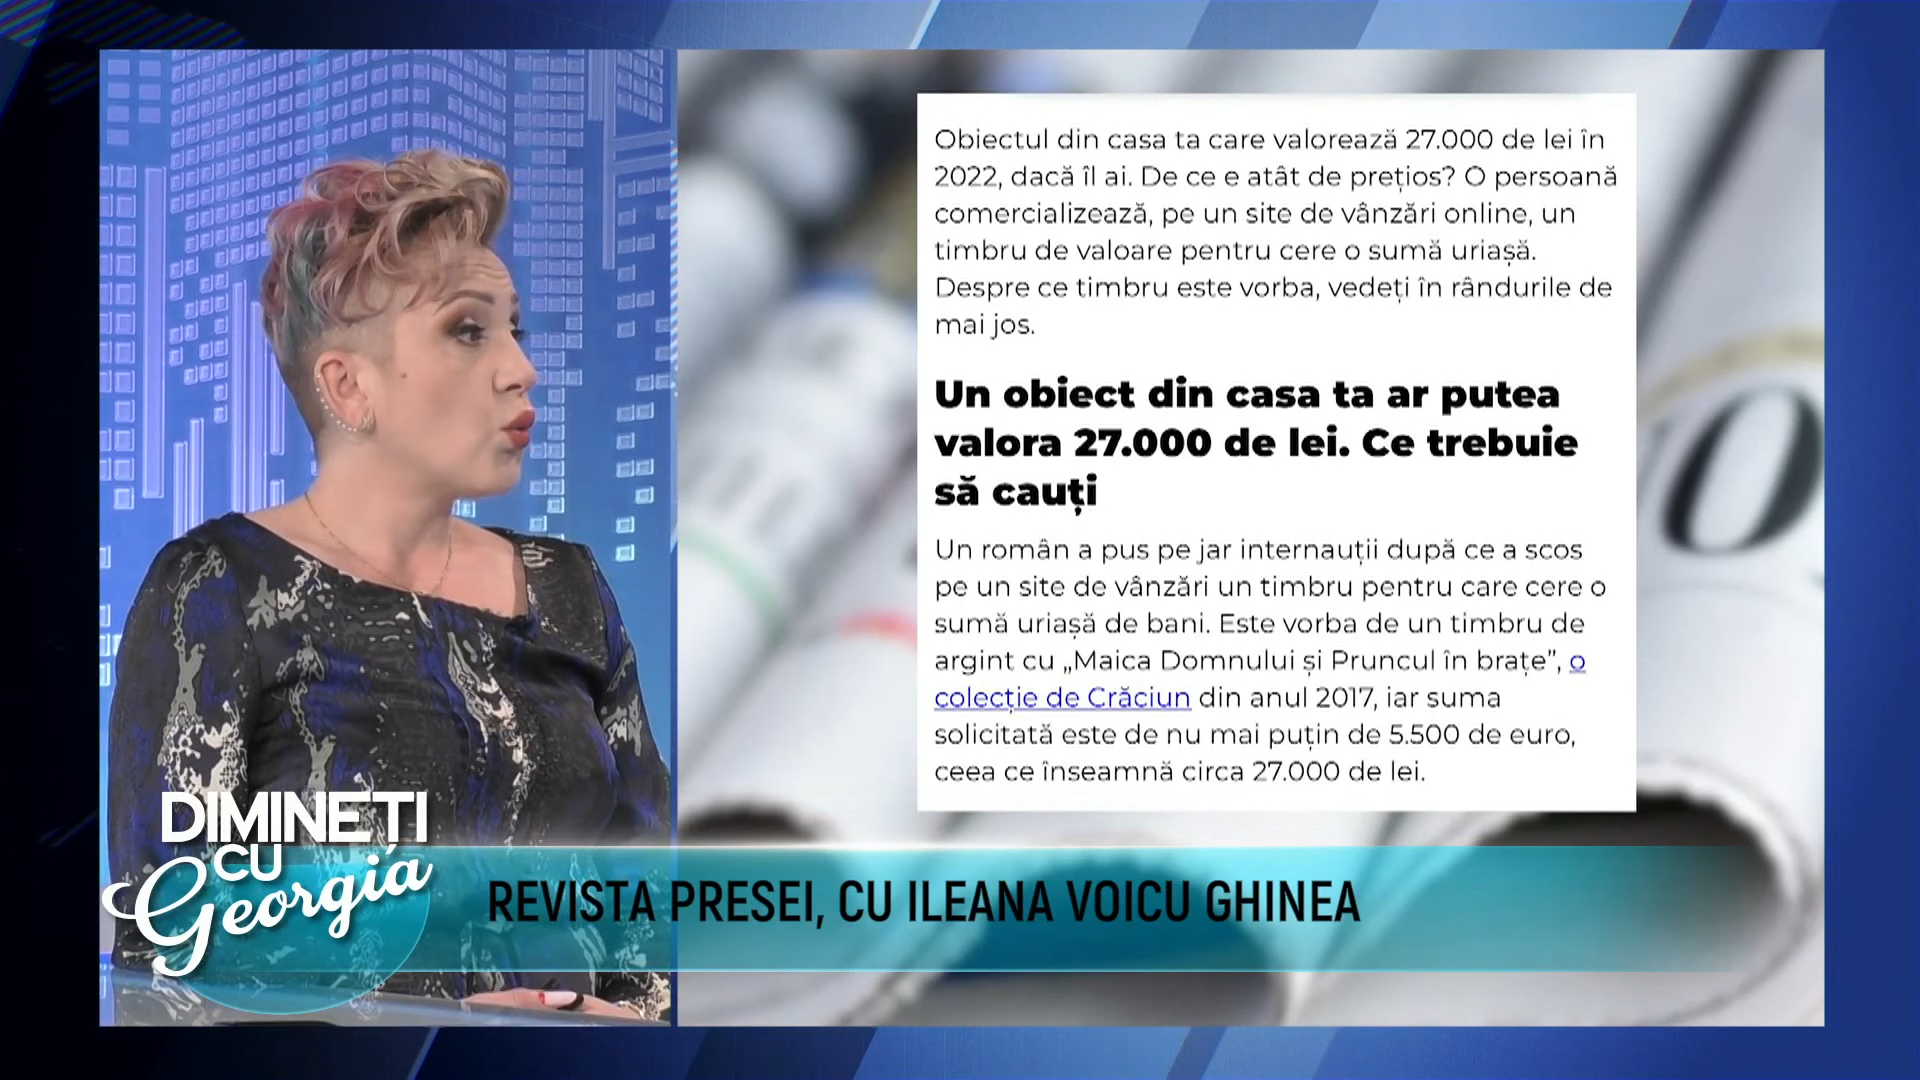 Obiectul din casa ta care valorează 27.000 de lei în
2022, dacă îl ai. De ce e atât de prețios? O persoană
comercializează, pe un site de vânzări online, un
timbru de valoare pentru cere o sumă uriașă.
Despre ce timbru este vorba, vedeți în rândurile de
mai jos.
Un obiect din casa ta ar putea
valora 27.000 de lei. Ce trebuie
să cauți
Un român a pus pe jar internauții după ce a scos
pe un site de vânzări un timbru pentru care cere o
sumă uriașă de bani. Este vorba de un timbru de
argint cu „Maica Domnului și Pruncul în brațe”, o
colecție de Crăciun din anul 2017, iar suma
solicitată este de nu mai puțin de 5.500 de euro,
ceea ce înseamnă circa 27.000 de lei.
DIMINEȚI
CU
Georgia
REVISTA PRESEI, CU ILEANA VOICU GHINEA